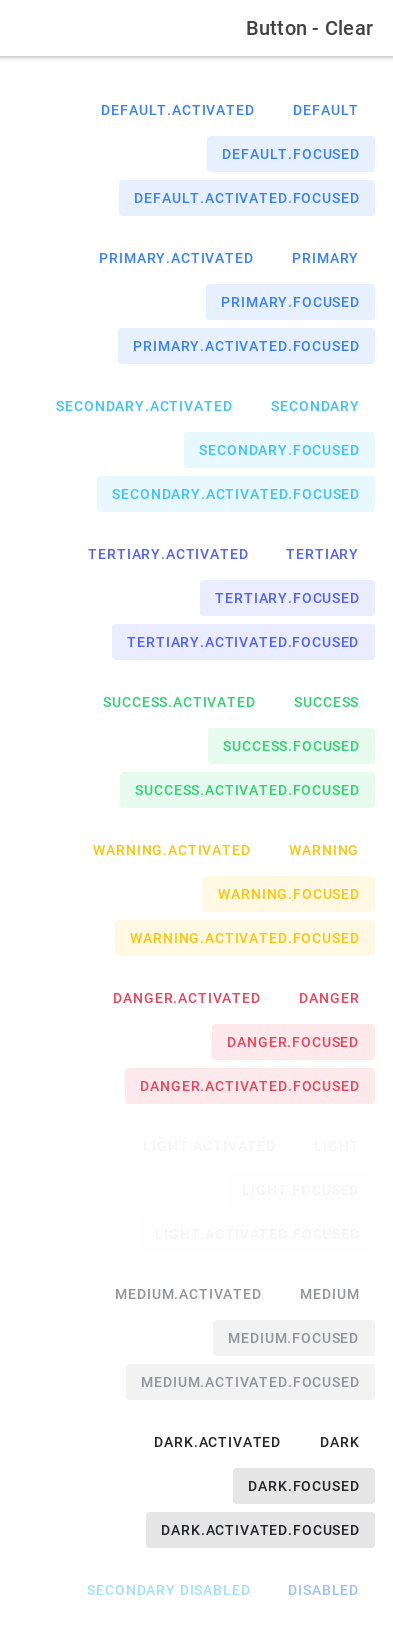 Button - Clear
DEFAULT.ACTIVATED DEFAULT
DEFAULT.FOCUSED
DEFAULT.ACTIVATED.FOCUSED
PRIMARY.ACTIVATED PRIMARY
PRIMARY.FOCUSED
PRIMARY.ACTIVATED.FOCUSED
SECONDARY.ACTIVATED SECONDARY
SECONDARY.FOCUSED
SECONDARY.ACTIVATED.FOCUSED
TERTIARY.ACTIVATED TERTIARY
TERTIARY.FOCUSED
TERTIARY.ACTIVATED.FOCUSED
SUCCESS.ACTIVATED SUCCESS
SUCCESS.FOCUSED
SUCCESS.ACTIVATED.FOCUSED
WARNING.ACTIVATED WARNING
WARNING.FOCUSED
WARNING.ACTIVATED.FOCUSED
DANGER.ACTIVATED DANGER
DANGER.FOCUSED
DANGER.ACTIVATED.FOCUSED
LIGHT.ACTIVATED LIGHT
LIGHT.FOCUSED
LIGHT.ACTIVATED.FOCUSED
MEDIUM.ACTIVATED MEDIUM
MEDIUM.FOCUSED
MEDIUM.ACTIVATED.FOCUSED
DARK.ACTIVATED DARK
DARK.FOCUSED
DARK.ACTIVATED.FOCUSED
SECONDARY DISABLED DISABLED